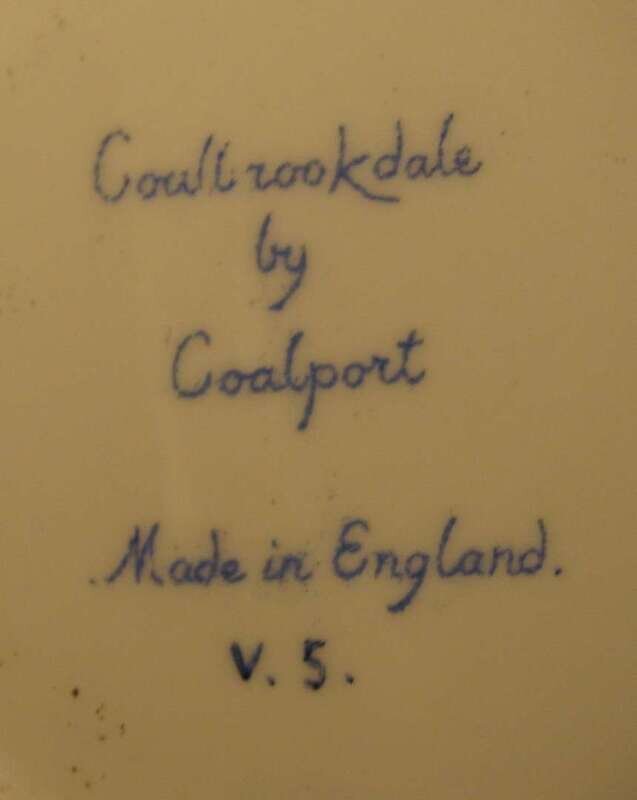 Coalbrookdale
by
Coalport
Made in England.
V. 5.